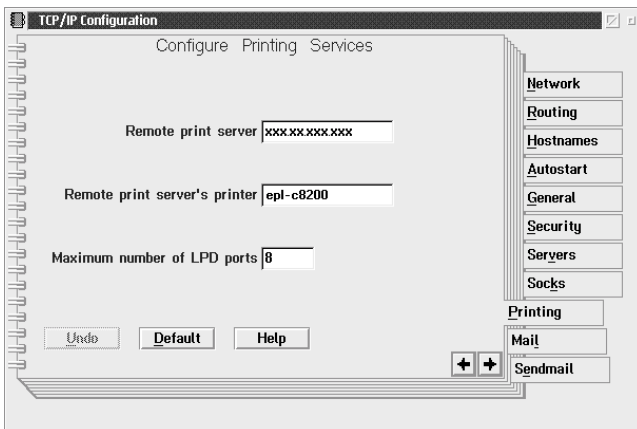 TCP/IP Configuration
Configure Printing Services
Remote print server xxx.xx.xxx.xxx
Remote print server's printer epl-c8200
Maximum number of LPD ports 8
Undo Default Help
Network
Routing
Hostnames
Autostart
General
Security
Servers
Socks
Printing
Mail
Sendmail